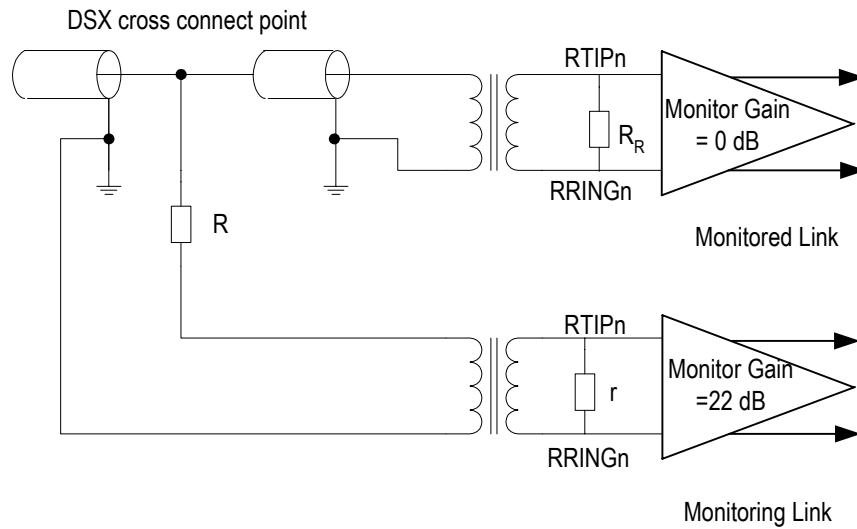 DSX cross connect point
RTIPn
Monitor Gain
= 0 dB
R_R
RRINGn
R
Monitored Link
RTIPn
Monitor Gain
=22 dB
r
RRINGn
Monitoring Link